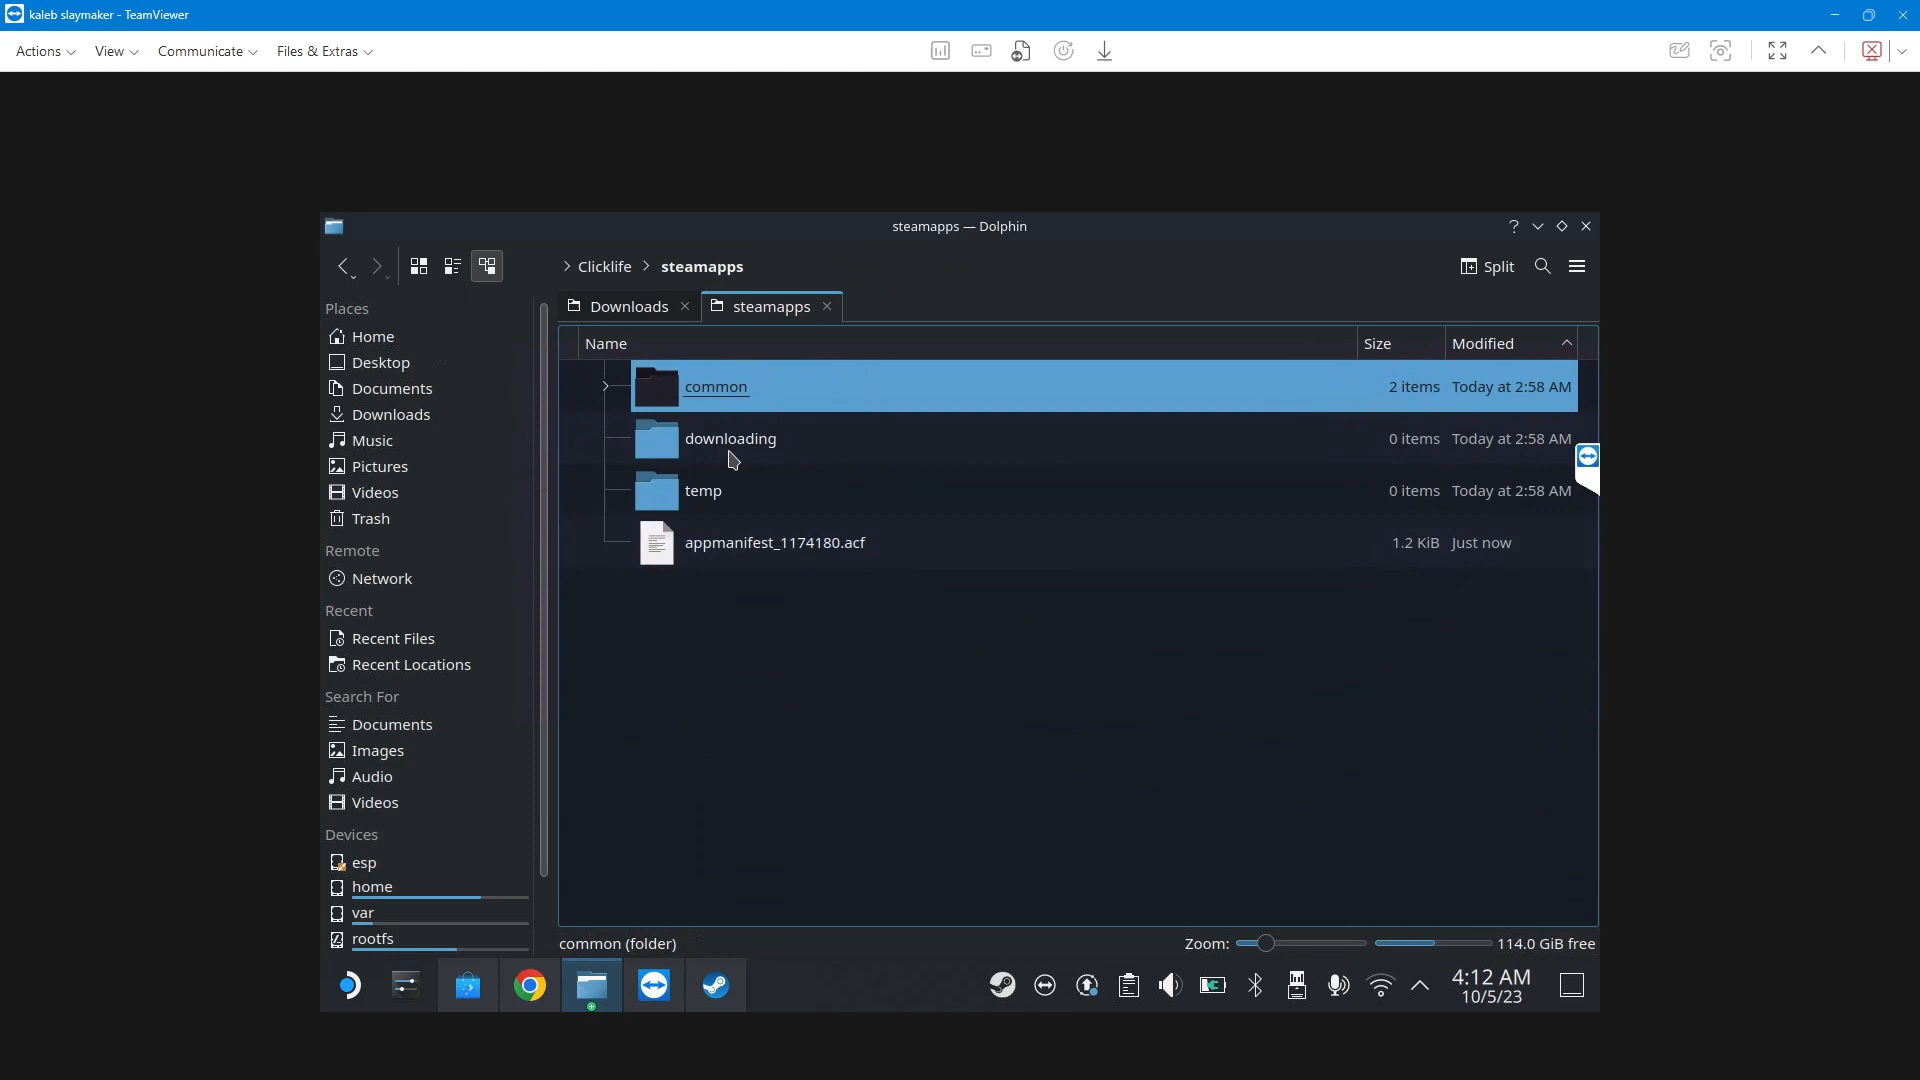 kaleb slaymaker - TeamViewer
Actions View Communicate Files & Extras
steamapps — Dolphin
Clicklife steamapps Split
Places
Home
Desktop
Documents
Downloads
Music
Pictures
Videos
Trash
Remote
Network
Recent
Recent Files
Recent Locations
Search For
Documents
Images
Audio
Videos
Devices
esp
home
var
rootfs
Downloads steamapps
Name Size Modified
common 2 items Today at 2:58 AM
downloading 0 items Today at 2:58 AM
temp 0 items Today at 2:58 AM
appmanifest_1174180.acf 1.2 KiB Just now
common (folder) Zoom: 114.0 GiB free
4:12 AM
10/5/23